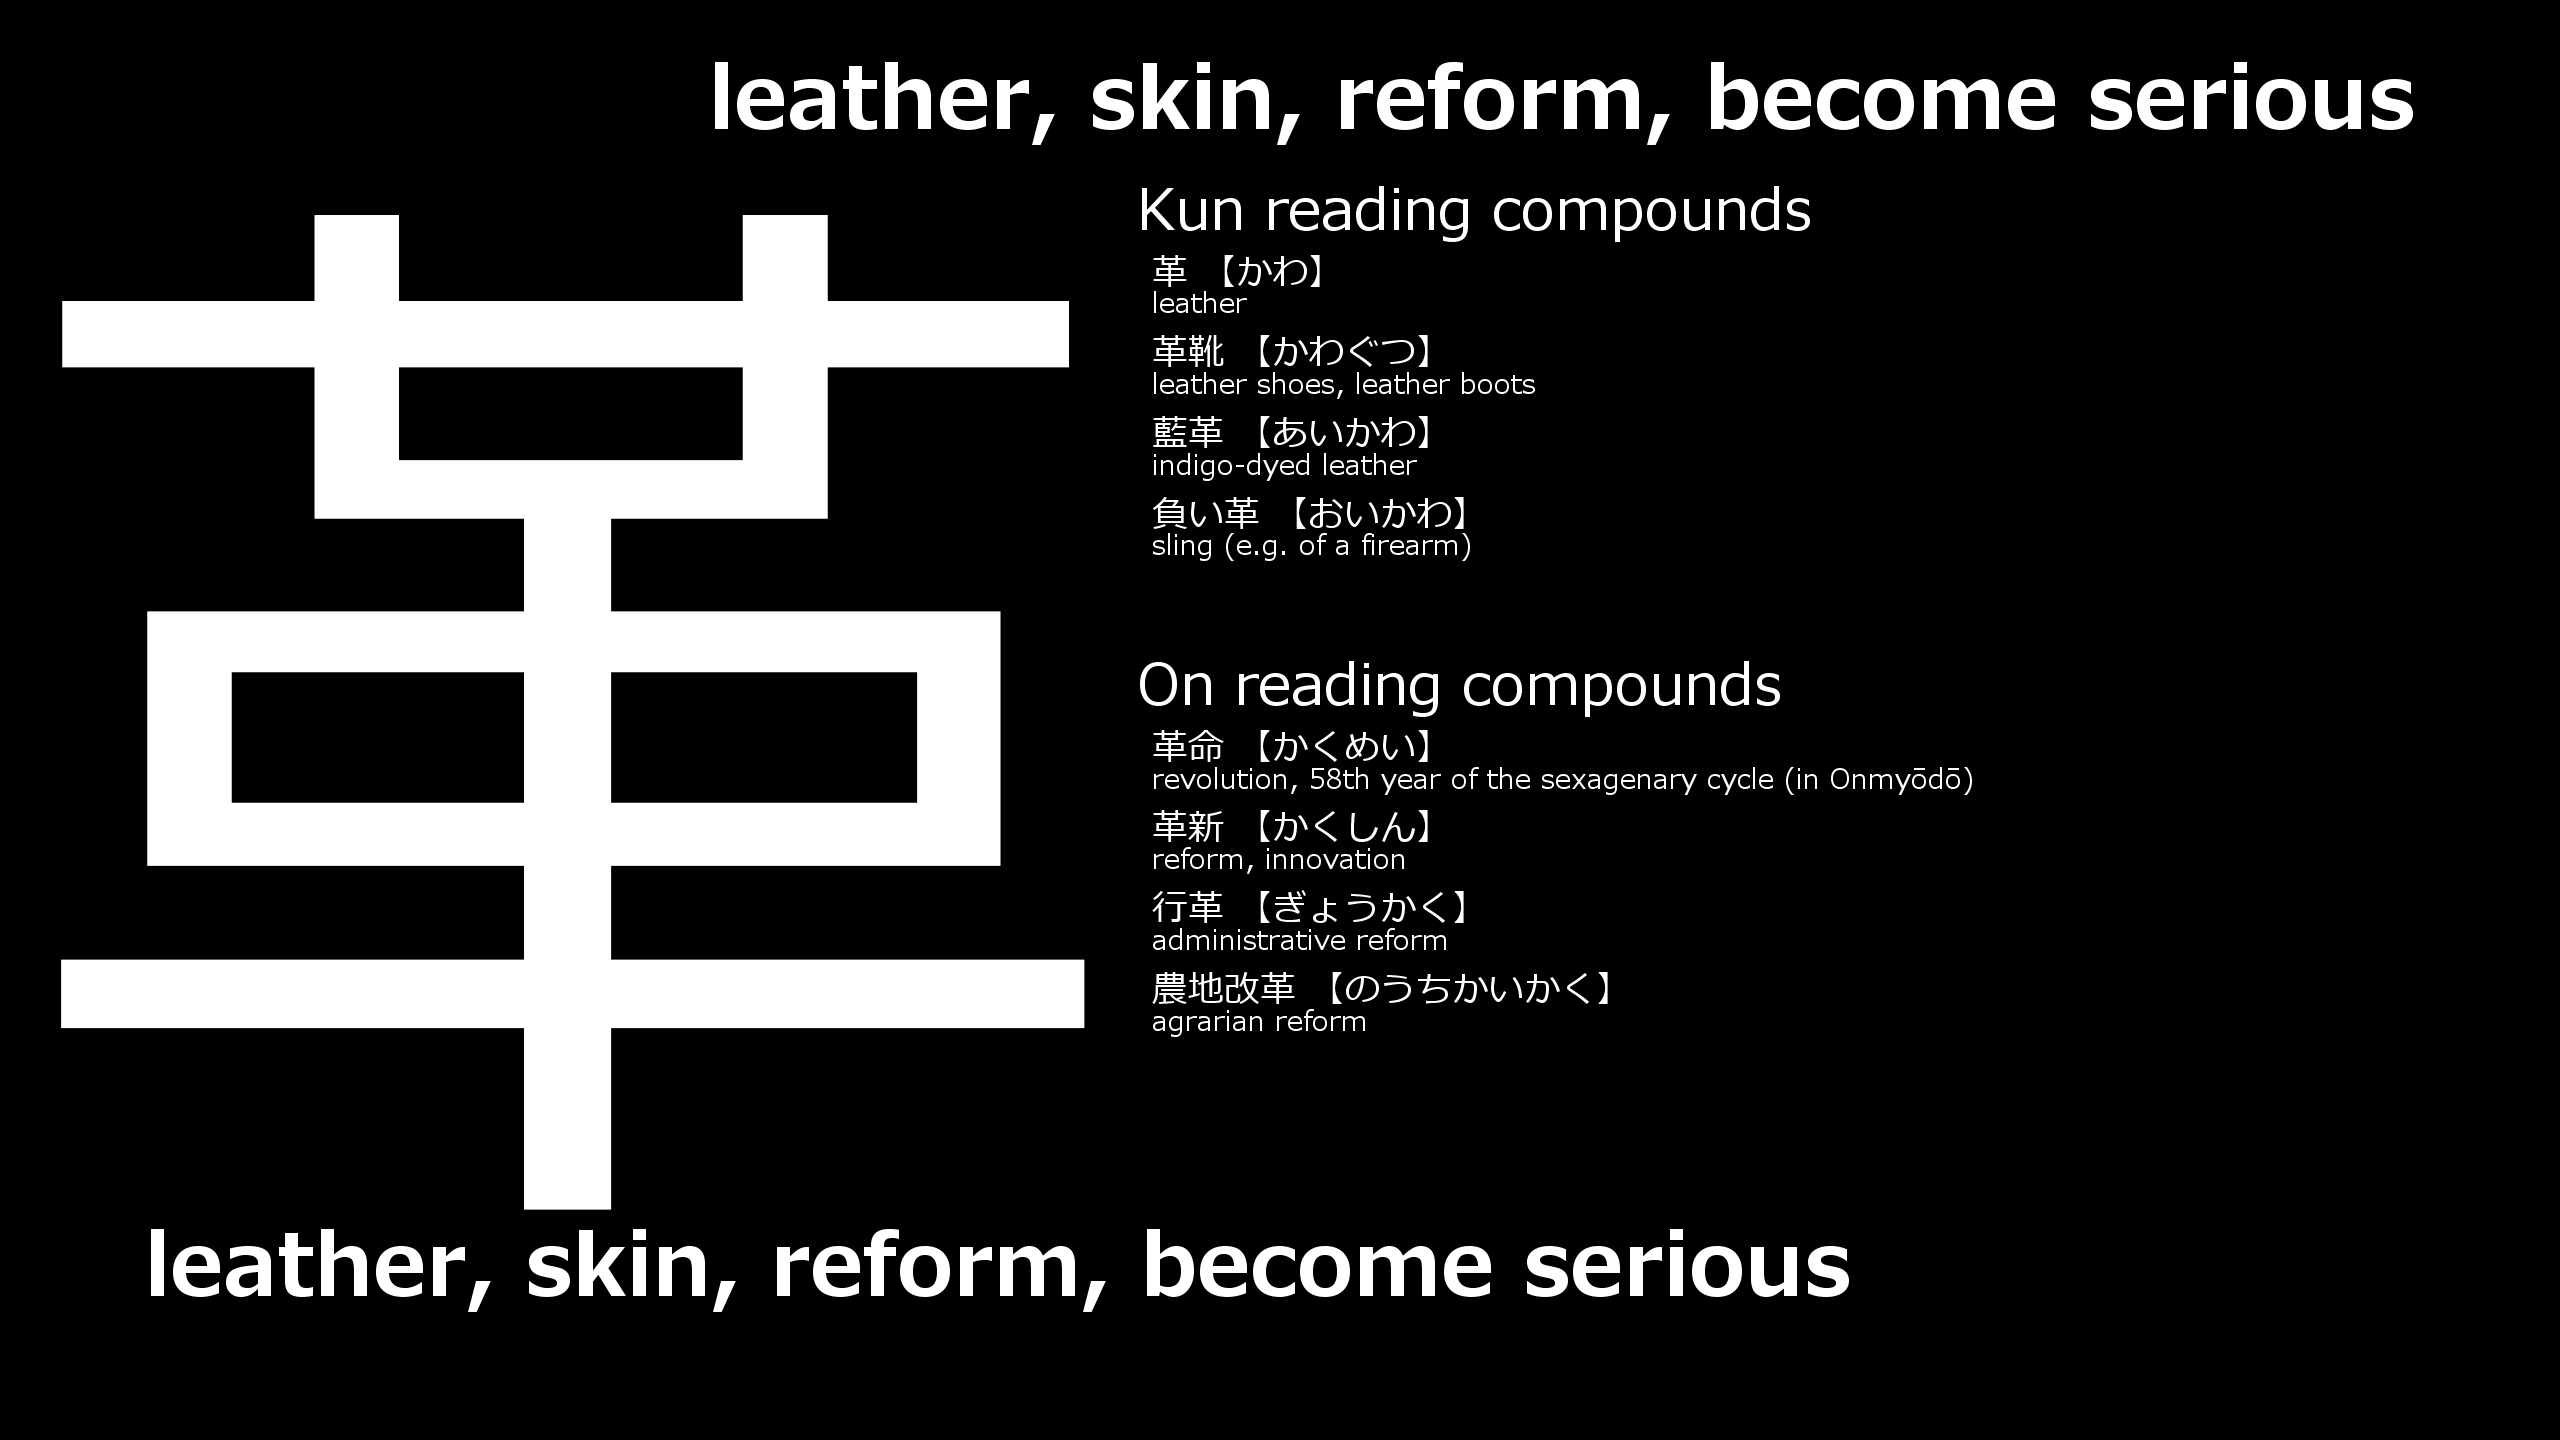 leather, skin, reform, become serious
革
Kun reading compounds
革 【かわ】
leather
革靴 【かわぐつ】
leather shoes, leather boots
藍革 【あいかわ】
indigo-dyed leather
負い革 【おいかわ】
sling (e.g. of a firearm)
On reading compounds
革命 【かくめい】
revolution, 58th year of the sexagenary cycle (in Onmyōdō)
革新 【かくしん】
reform, innovation
行革 【ぎょうかく】
administrative reform
農地改革 【のうちかいかく】
agrarian reform
leather, skin, reform, become serious